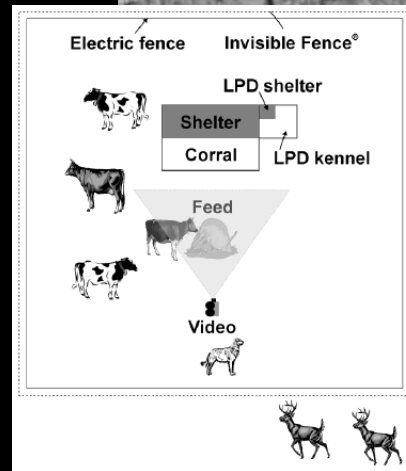 Electric fence
Invisible Fence®
LPD shelter
Shelter
LPD kennel
Corral
Feed
Video